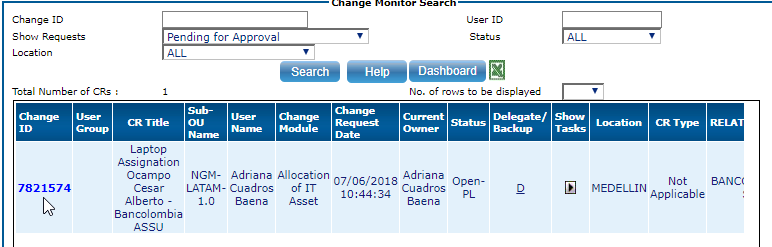 Change Monitor Search
Change ID User ID
Show Requests Pending for Approval Status ALL
Location ALL
Search Help Dashboard
Total Number of CRs : 1 No. of rows to be displayed
Change ID User Group CR Title Sub-OU Name User Name Change Module Change Request Date Current Owner Status Delegate/Backup Show Tasks Location CR Type RELAT
7821574 Laptop Assignation Ocampo Cesar Alberto - Bancolombia ASSU NGM-LATAM-1.0 Adriana Cuadros Baena Allocation of IT Asset 07/06/2018 10:44:34 Adriana Cuadros Baena Open-PL D MEDELLIN Not Applicable